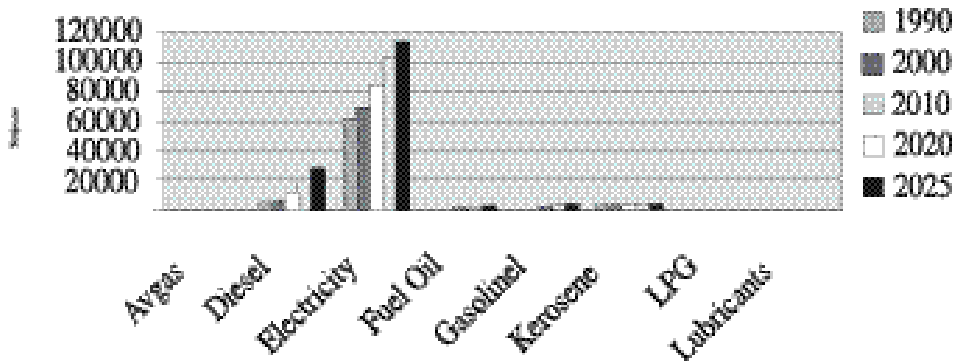 120000
100000
80000
60000
40000
20000
Avgas
Diesel
Electricity
Fuel Oil
Gasolinel
Kerosene
LPG
Lubricants
1990
2000
2010
2020
2025